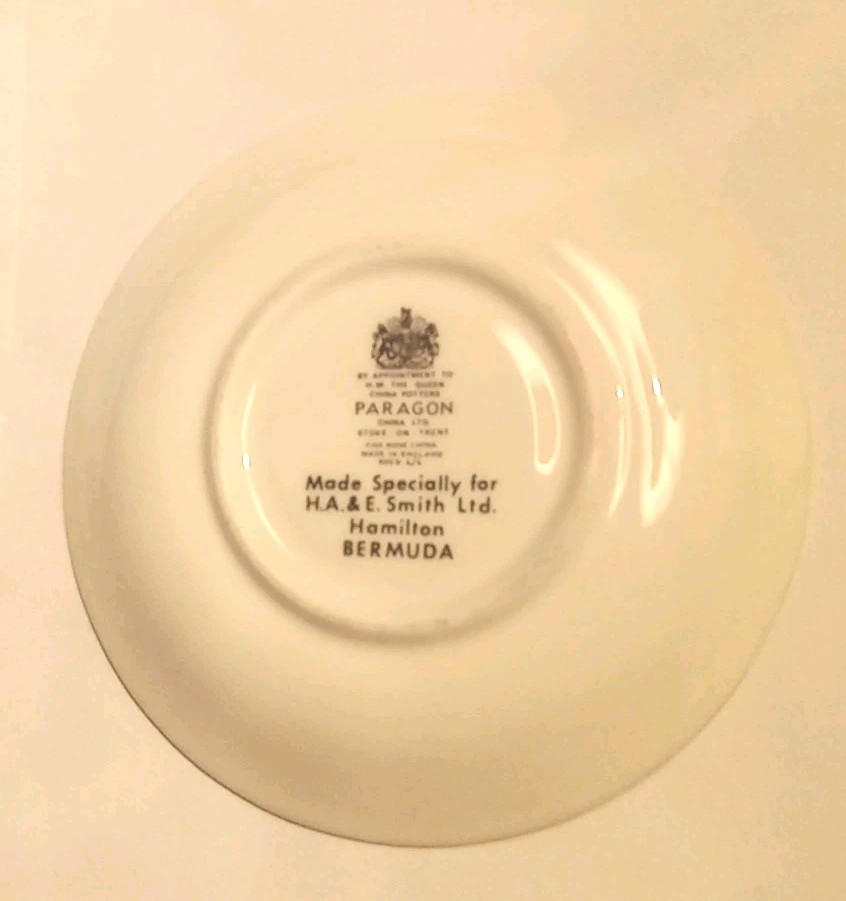 BY APPOINTMENT TO
H.M. THE QUEEN
CHINA POTTERS
PARAGON
CHINA LTD.
STOKE ON TRENT
FINE BONE CHINA
MADE IN ENGLAND
Made Specially for
H.A.& E. Smith Ltd.
Hamilton
BERMUDA